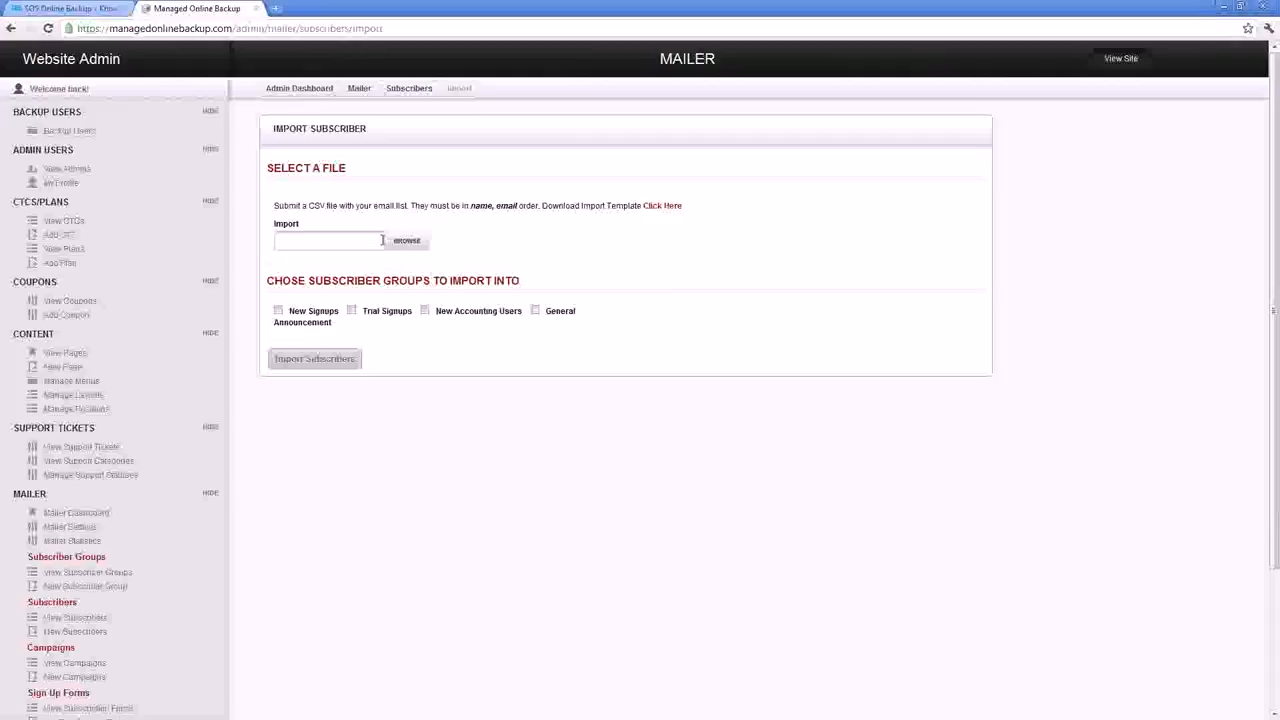 SOS Online Backup - Know
Managed Online Backup
https://managedonlinebackup.com/admin/mailer/subscribers/import
Website Admin
MAILER
View Site
Welcome back!
Admin Dashboard
Mailer
Subscribers
Import
BACKUP USERS
HIDE
Backup Users
ADMIN USERS
HIDE
View Admins
My Profile
CTCS/PLANS
HIDE
View CTCs
Add CTC
View Plans
Add Plan
COUPONS
HIDE
View Coupons
Add Coupon
CONTENT
HIDE
View Pages
New Page
Manage Menus
Manage Layouts
Manage Positions
SUPPORT TICKETS
HIDE
View Support Tickets
View Support Categories
Manage Support Statuses
MAILER
HIDE
Mailer Dashboard
Mailer Settings
Mailer Statistics
Subscriber Groups
View Subscriber Groups
New Subscriber Group
Subscribers
View Subscribers
New Subscribers
Campaigns
View Campaigns
New Campaigns
Sign Up Forms
View Subscriber Forms
IMPORT SUBSCRIBER
SELECT A FILE
Submit a CSV file with your email list. They must be in name, email order. Download Import Template Click Here
Import
BROWSE
CHOSE SUBSCRIBER GROUPS TO IMPORT INTO
New Signups Trial Signups New Accounting Users General
Announcement
Import Subscribers